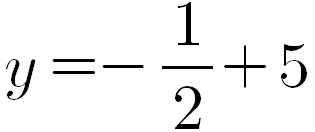 y = - 1/2 + 5